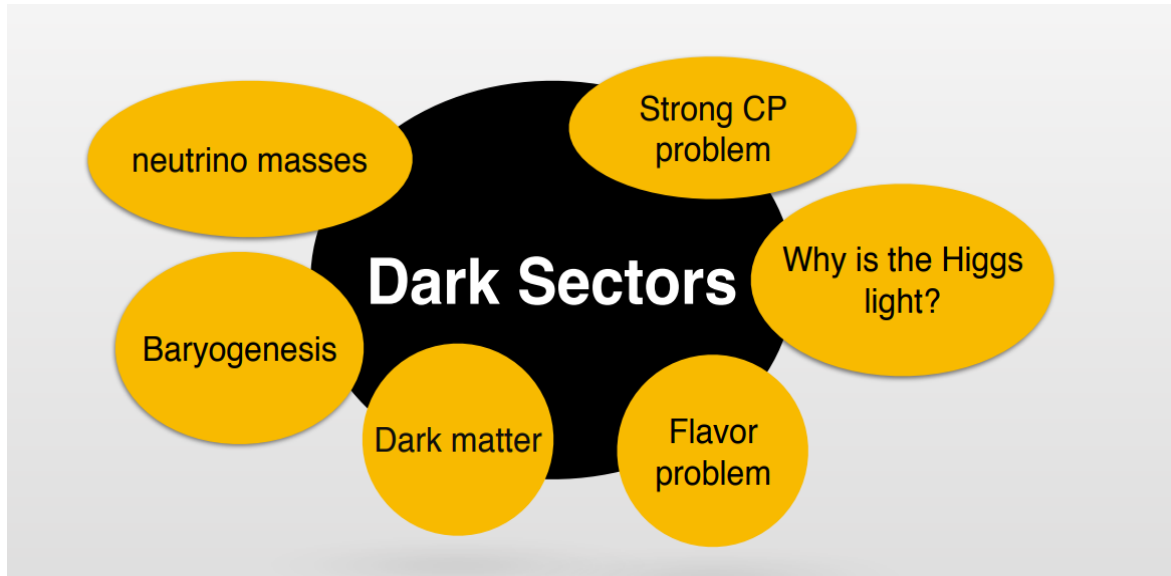 Strong CP
problem
neutrino masses
Why is the Higgs
light?
Dark Sectors
Baryogenesis
Dark matter
Flavor
problem